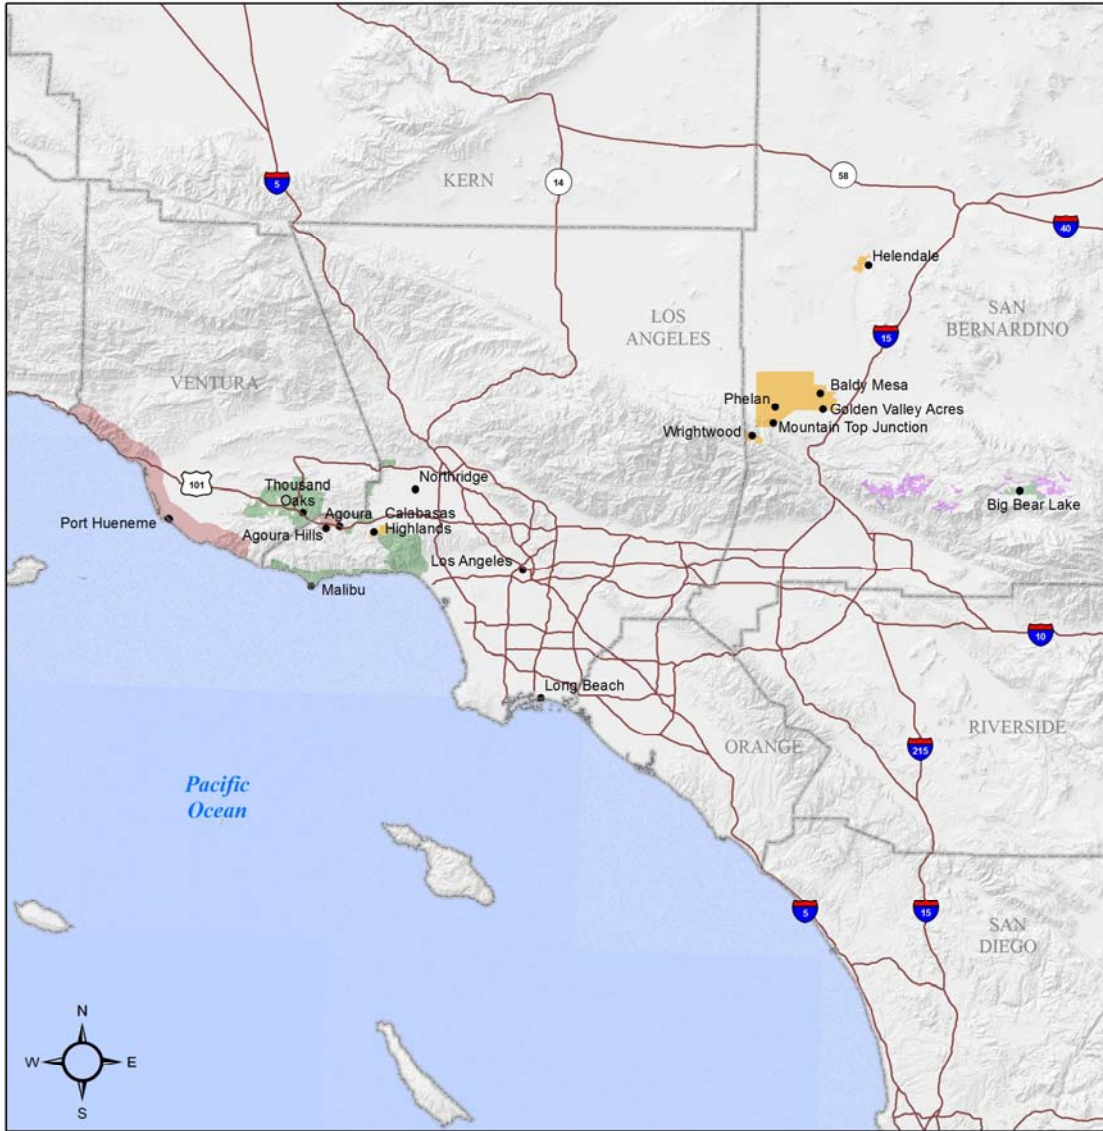 KERN
5
14
58
40
Helendale
SAN
BERNARDINO
LOS
ANGELES
15
VENTURA
Baldy Mesa
Phelan
Golden Valley Acres
Mountain Top Junction
Wrightwood
Northridge
101
Thousand
Oaks
Big Bear Lake
Port Hueneme
Agoura
Calabasas
Highlands
Agoura Hills
Los Angeles
Malibu
10
Long Beach
RIVERSIDE
ORANGE
215
Pacific
Ocean
5
15
SAN
DIEGO
N
W
E
S